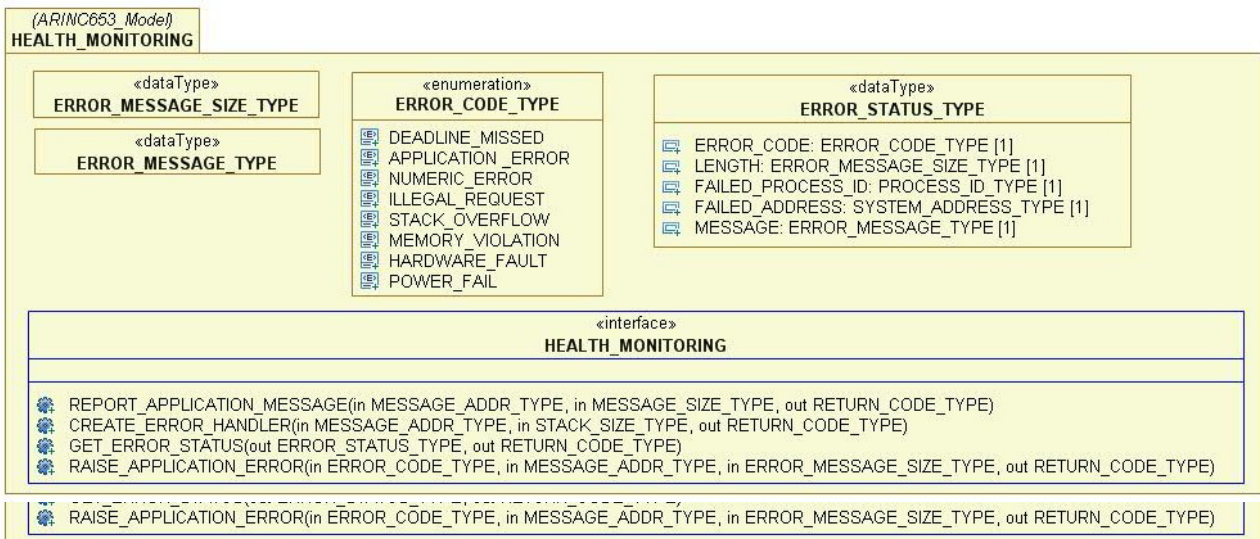 (ARINC653_Model)
HEALTH_MONITORING
«dataType»
ERROR_MESSAGE_SIZE_TYPE
«dataType»
ERROR_MESSAGE_TYPE
«enumeration»
ERROR_CODE_TYPE
DEADLINE_MISSED
APPLICATION _ERROR
NUMERIC_ERROR
ILLEGAL_REQUEST
STACK_OVERFLOW
MEMORY_VIOLATION
HARDWARE_FAULT
POWER_FAIL
«dataType»
ERROR_STATUS_TYPE
ERROR_CODE: ERROR_CODE_TYPE [1]
LENGTH: ERROR_MESSAGE_SIZE_TYPE [1]
FAILED_PROCESS_ID: PROCESS_ID_TYPE [1]
FAILED_ADDRESS: SYSTEM_ADDRESS_TYPE [1]
MESSAGE: ERROR_MESSAGE_TYPE [1]
«interface»
HEALTH_MONITORING
REPORT_APPLICATION_MESSAGE(in MESSAGE_ADDR_TYPE, in MESSAGE_SIZE_TYPE, out RETURN_CODE_TYPE)
CREATE_ERROR_HANDLER(in MESSAGE_ADDR_TYPE, in STACK_SIZE_TYPE, out RETURN_CODE_TYPE)
GET_ERROR_STATUS(out ERROR_STATUS_TYPE, out RETURN_CODE_TYPE)
RAISE_APPLICATION_ERROR(in ERROR_CODE_TYPE, in MESSAGE_ADDR_TYPE, in ERROR_MESSAGE_SIZE_TYPE, out RETURN_CODE_TYPE)
RAISE_APPLICATION_ERROR(in ERROR_CODE_TYPE, in MESSAGE_ADDR_TYPE, in ERROR_MESSAGE_SIZE_TYPE, out RETURN_CODE_TYPE)